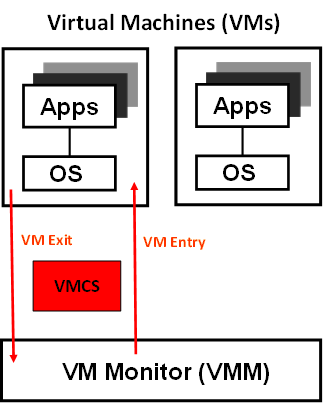 Virtual Machines (VMs)
Apps
OS
Apps
OS
VM Exit
VM Entry
VMCS
VM Monitor (VMM)